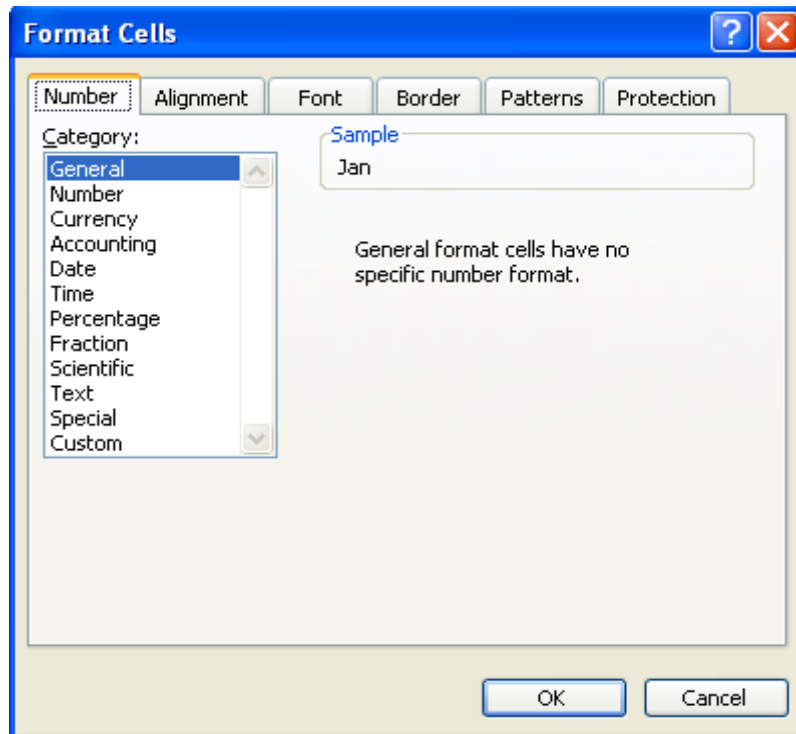 Format Cells
Number Alignment Font Border Patterns Protection
Category:
General
Number
Currency
Accounting
Date
Time
Percentage
Fraction
Scientific
Text
Special
Custom
Sample
Jan
General format cells have no
specific number format.
OK Cancel